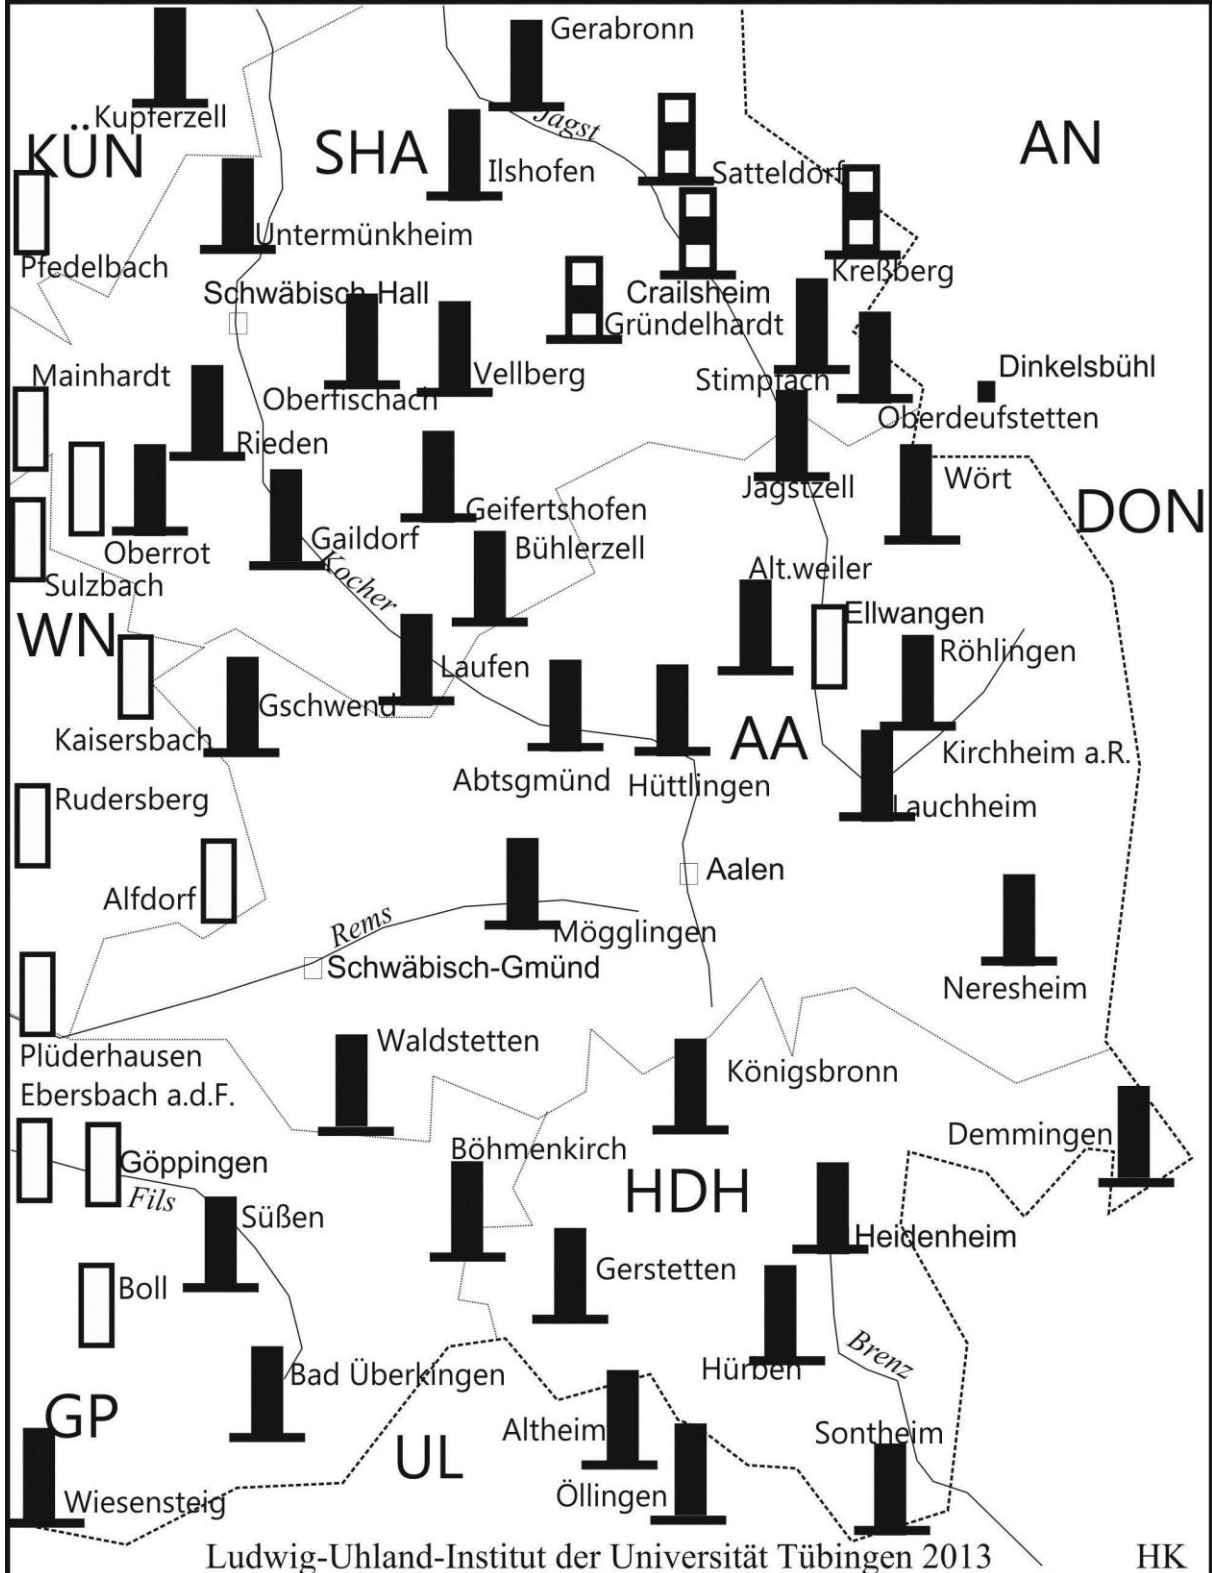 Gerabronn
Kupferzell
Jagst
KÜN
SHA
AN
Ilshofen
Satteldorf
Untermünkheim
Pfedelbach
Kreßberg
Schwäbisch-Hall
Crailsheim
Gründelhardt
Mainhardt
Vellberg
Stimpfach
Dinkelsbühl
Oberfischach
Oberdeufstetten
Rieden
Jagstzell
Wört
Geifertshofen
DON
Gaildorf
Bühlerzell
Oberrot
Sulzbach
Kocher
Alt.weiler
Ellwangen
WN
Röhlingen
Laufen
Gschwend
Kaisersbach
AA
Kirchheim a.R.
Abtsgmünd
Hüttlingen
Rudersberg
Lauchheim
Aalen
Alfdorf
Rems
Mögglingen
Schwäbisch-Gmünd
Neresheim
Waldstetten
Plüderhausen
Königsbronn
Ebersbach a.d.F.
Demmingen
Böhmenkirch
Göppingen
Fils
HDH
Süßen
Heidenheim
Gerstetten
Boll
Brenz
Hürben
Bad Überkingen
GP
Altheim
Sontheim
UL
Öllingen
Wiesensteig
Ludwig-Uhland-Institut der Universität Tübingen 2013 HK